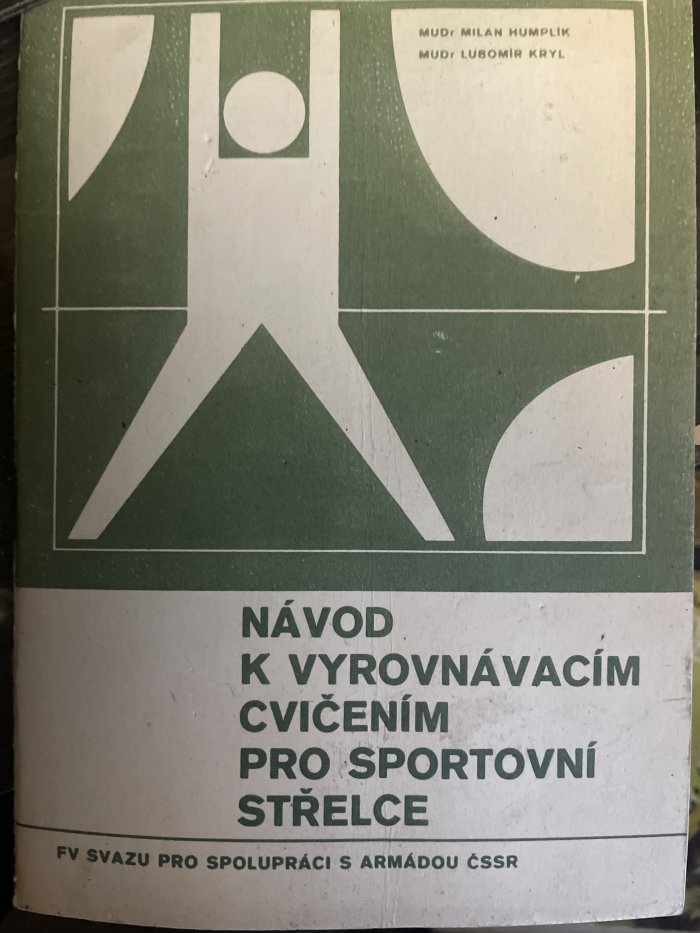 MUDr MILAN HUMPLÍK
MUDr LUBOMÍR KRYL
NÁVOD
K VYROVNÁVACÍM
CVIČENÍM
PRO SPORTOVNÍ
STŘELCE
FV SVAZU PRO SPOLUPRÁCI S ARMÁDOU ČSSR